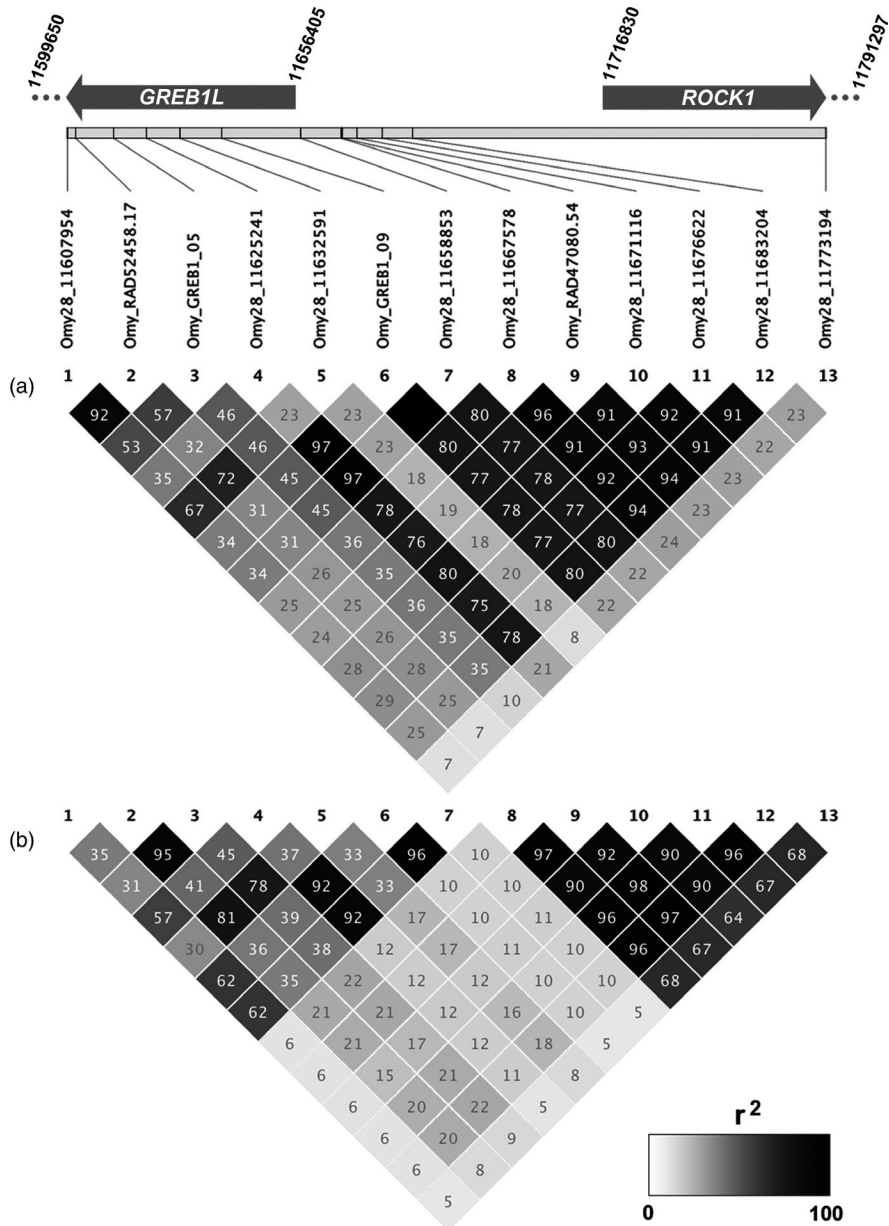 11599650
11656405
11716830
11791297
GREB1L
ROCK1
Omy28_11607954
Omy_RAD52458.17
Omy_GREB1_05
Omy28_11625241
Omy28_11632591
Omy_GREB1_09
Omy28_11658853
Omy28_11667578
Omy_RAD47080.54
Omy28_11671116
Omy28_11676622
Omy28_11683204
Omy28_11773194
(a)
1 2 3 4 5 6 7 8 9 10 11 12 13
92 57 46 23 23 80 96 91 92 91 23
53 32 46 97 23 80 77 91 93 91 22
35 72 45 97 18 77 78 92 94 23
67 31 45 78 19 78 77 94 23
34 31 36 76 18 77 80 24
34 26 35 80 20 80 22
25 25 36 75 18 22
24 26 35 78 8
28 28 35 21
29 25 10
25 7
7
(b)
1 2 3 4 5 6 7 8 9 10 11 12 13
35 95 45 37 33 96 10 97 92 90 96 68
31 41 78 92 33 10 10 90 98 90 67
57 81 39 92 17 10 11 96 97 64
30 36 38 12 17 11 10 96 67
62 35 22 12 12 10 10 68
62 21 21 12 16 10 5
6 21 17 12 18 5
6 15 21 11 8
6 20 22 5
6 20 9
6 8
5
r²
0 100